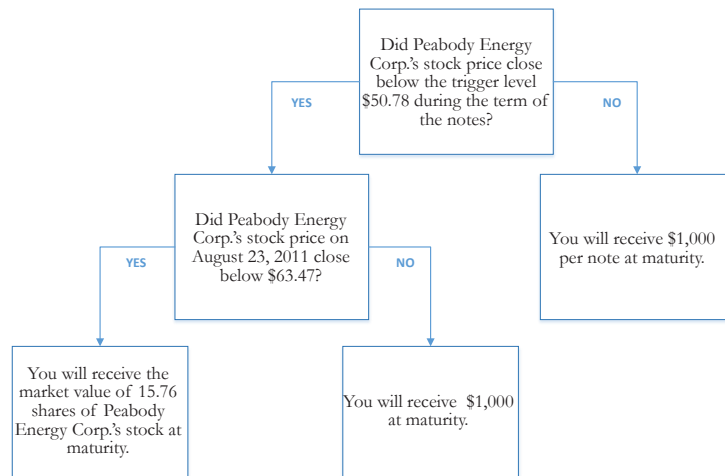 Did Peabody Energy
Corp.'s stock price close
below the trigger level
$50.78 during the term of
the notes?
YES
NO
Did Peabody Energy
Corp.'s stock price on
August 23, 2011 close
below $63.47?
You will receive $1,000
per note at maturity.
YES
NO
You will receive the
market value of 15.76
shares of Peabody
Energy Corp.'s stock at
maturity.
You will receive $1,000
at maturity.